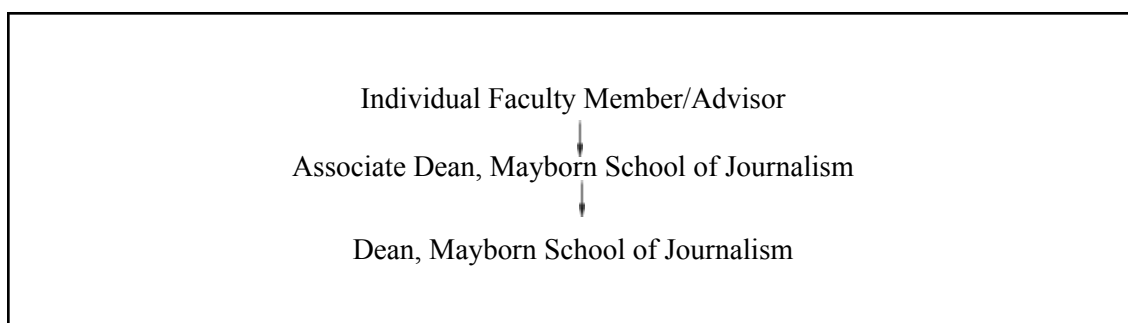 Individual Faculty Member/Advisor
Associate Dean, Mayborn School of Journalism
Dean, Mayborn School of Journalism